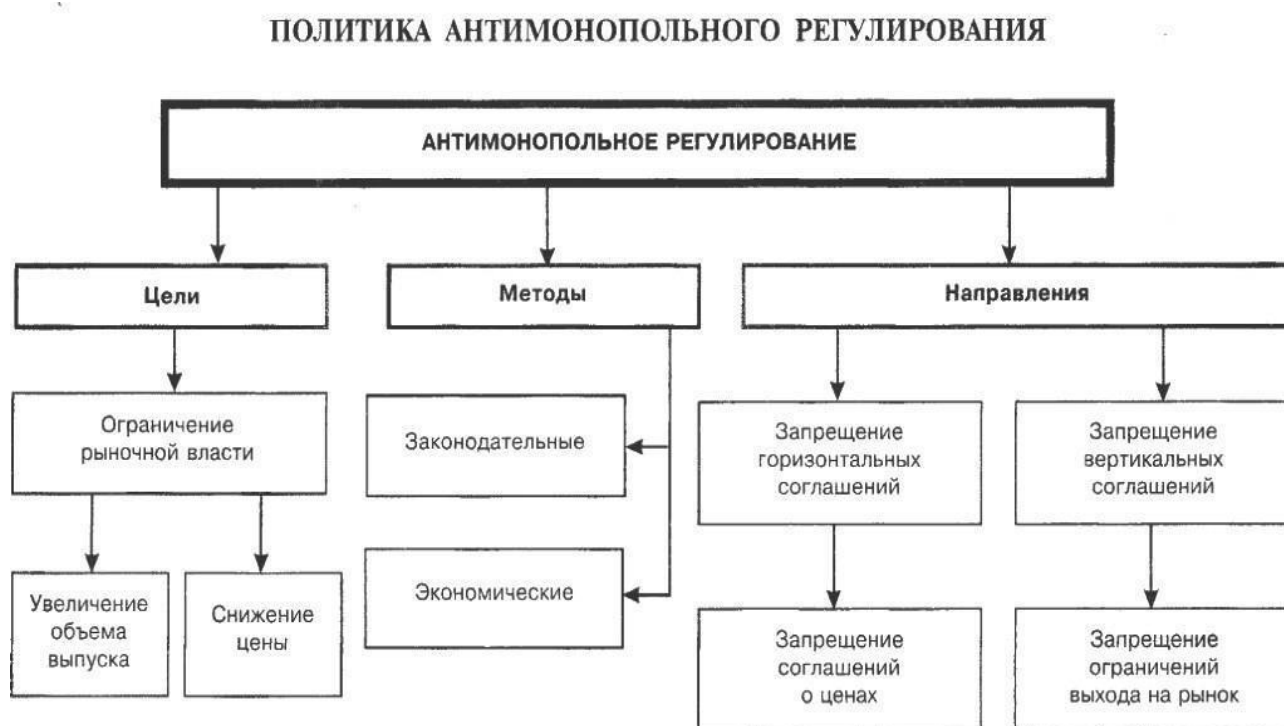 ПОЛИТИКА АНТИМОНОПОЛЬНОГО РЕГУЛИРОВАНИЯ
АНТИМОНОПОЛЬНОЕ РЕГУЛИРОВАНИЕ
Цели
Методы
Направления
Ограничение
рыночной власти
Увеличение
объема
выпуска
Снижение
цены
Законодательные
Экономические
Запрещение
горизонтальных
соглашений
Запрещение
вертикальных
соглашений
Запрещение
соглашений
о ценах
Запрещение
ограничений
выхода на рынок